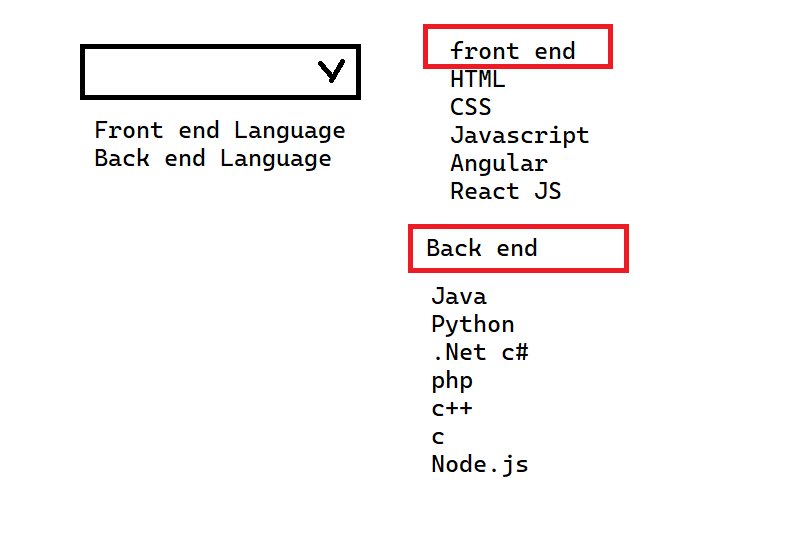 Front end Language
Back end Language
front end
HTML
CSS
Javascript
Angular
React JS
Back end
Java
Python
.Net c#
php
c++
c
Node.js